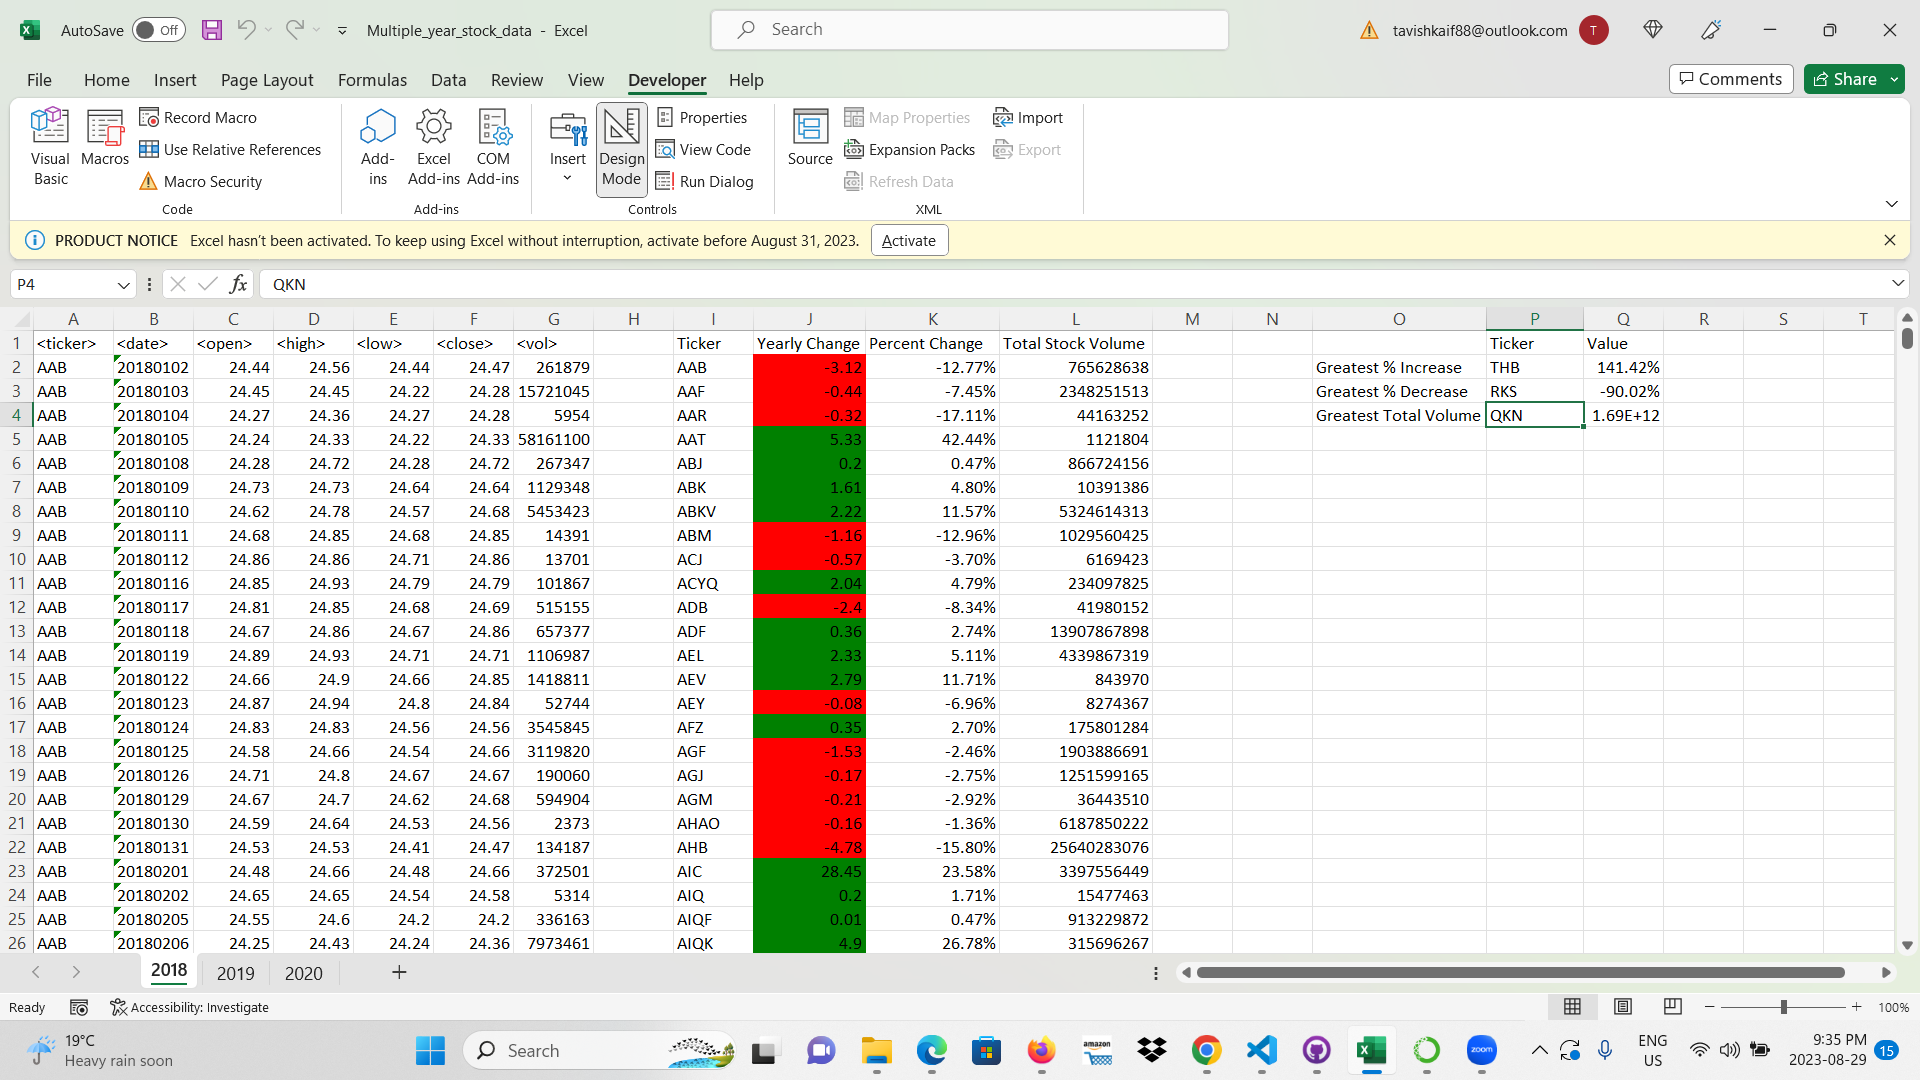 AutoSave Off Multiple_year_stock_data - Excel Search tavishkaif88@outlook.com T
File Home Insert Page Layout Formulas Data Review View Developer Help Comments Share
Visual Basic Macros Record Macro Use Relative References Macro Security Code
Add-ins Excel Add-ins COM Add-ins Add-ins
Insert Design Mode Properties View Code Run Dialog Controls
Source Map Properties Expansion Packs Refresh Data Import Export XML
PRODUCT NOTICE Excel hasn't been activated. To keep using Excel without interruption, activate before August 31, 2023. Activate
P4 fx QKN
A B C D E F G H I J K L M N O P Q R S T
1 <ticker> <date> <open> <high> <low> <close> <vol> Ticker Yearly Change Percent Change Total Stock Volume Ticker Value
2 AAB 20180102 24.44 24.56 24.44 24.47 261879 AAB -3.12 -12.77% 765628638 Greatest % Increase THB 141.42%
3 AAB 20180103 24.45 24.45 24.22 24.28 15721045 AAF -0.44 -7.45% 2348251513 Greatest % Decrease RKS -90.02%
4 AAB 20180104 24.27 24.36 24.27 24.28 5954 AAR -0.32 -17.11% 44163252 Greatest Total Volume QKN 1.69E+12
5 AAB 20180105 24.24 24.33 24.22 24.33 58161100 AAT 5.33 42.44% 1121804
6 AAB 20180108 24.28 24.72 24.28 24.72 267347 ABJ 0.2 0.47% 866724156
7 AAB 20180109 24.73 24.73 24.64 24.64 1129348 ABK 1.61 4.80% 10391386
8 AAB 20180110 24.62 24.78 24.57 24.68 5453423 ABKV 2.22 11.57% 5324614313
9 AAB 20180111 24.68 24.85 24.68 24.85 14391 ABM -1.16 -12.96% 1029560425
10 AAB 20180112 24.86 24.86 24.71 24.86 13701 ACJ -0.57 -3.70% 6169423
11 AAB 20180116 24.85 24.93 24.79 24.79 101867 ACYQ 2.04 4.79% 234097825
12 AAB 20180117 24.81 24.85 24.68 24.69 515155 ADB -2.4 -8.34% 41980152
13 AAB 20180118 24.67 24.86 24.67 24.86 657377 ADF 0.36 2.74% 13907867898
14 AAB 20180119 24.89 24.93 24.71 24.71 1106987 AEL 2.33 5.11% 4339867319
15 AAB 20180122 24.66 24.9 24.66 24.85 1418811 AEV 2.79 11.71% 843970
16 AAB 20180123 24.87 24.94 24.8 24.84 52744 AEY -0.08 -6.96% 8274367
17 AAB 20180124 24.83 24.83 24.56 24.56 3545845 AFZ 0.35 2.70% 175801284
18 AAB 20180125 24.58 24.66 24.54 24.66 3119820 AGF -1.53 -2.46% 1903886691
19 AAB 20180126 24.71 24.8 24.67 24.67 190060 AGJ -0.17 -2.75% 1251599165
20 AAB 20180129 24.67 24.7 24.62 24.68 594904 AGM -0.21 -2.92% 36443510
21 AAB 20180130 24.59 24.64 24.53 24.56 2373 AHAO -0.16 -1.36% 6187850222
22 AAB 20180131 24.53 24.53 24.41 24.47 134187 AHB -4.78 -15.80% 25640283076
23 AAB 20180201 24.48 24.66 24.48 24.66 372501 AIC 28.45 23.58% 3397556449
24 AAB 20180202 24.65 24.65 24.54 24.58 5314 AIQ 0.2 1.71% 15477463
25 AAB 20180205 24.55 24.6 24.2 24.2 336163 AIQF 0.01 0.47% 913229872
26 AAB 20180206 24.25 24.43 24.24 24.36 7973461 AIQK 4.9 26.78% 315696267
2018 2019 2020
Ready Accessibility: Investigate 100%
19°C Heavy rain soon Search amazon zoom ENG US 9:35 PM 2023-08-29 15